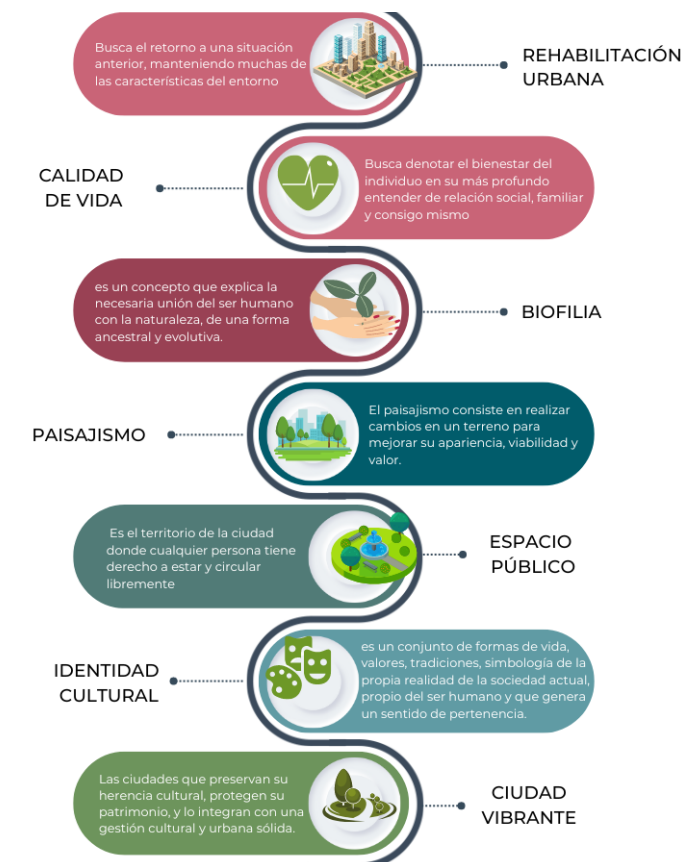 Busca el retorno a una situación
anterior, manteniendo muchas de
las características del entorno
REHABILITACIÓN
URBANA
CALIDAD
DE VIDA
Busca denotar el bienestar del
individuo en su más profundo
entender de relación social, familiar
y consigo mismo
es un concepto que explica la
necesaria unión del ser humano
con la naturaleza, de una forma
ancestral y evolutiva.
BIOFILIA
PAISAJISMO
El paisajismo consiste en realizar
cambios en un terreno para
mejorar su apariencia, viabilidad y
valor.
Es el territorio de la ciudad
donde cualquier persona tiene
derecho a estar y circular
libremente
ESPACIO
PÚBLICO
IDENTIDAD
CULTURAL
es un conjunto de formas de vida,
valores, tradiciones, simbología de la
propia realidad de la sociedad actual,
propio del ser humano y que genera
un sentido de pertenencia.
Las ciudades que preservan su
herencia cultural, protegen su
patrimonio, y lo integran con una
gestión cultural y urbana sólida.
CIUDAD
VIBRANTE